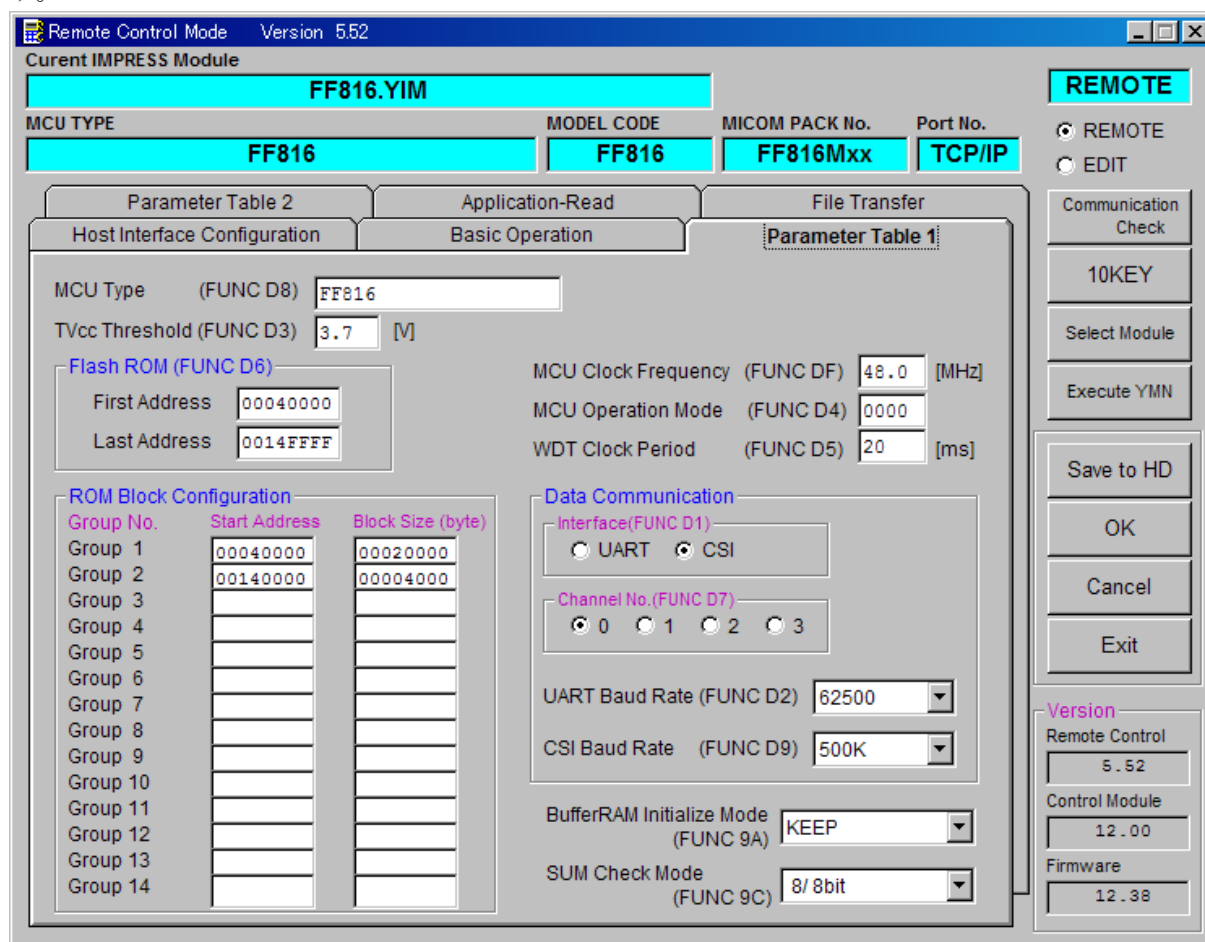 Remote Control Mode Version 5.52
Curent IMPRESS Module
FF816.YIM
REMOTE
MCU TYPE
MODEL CODE
MICOM PACK No.
Port No.
FF816
FF816
FF816Mxx
TCP/IP
REMOTE
EDIT
Parameter Table 2
Application-Read
File Transfer
Host Interface Configuration
Basic Operation
Parameter Table 1
MCU Type (FUNC D8) FF816
TVcc Threshold (FUNC D3) 3.7 [V]
Flash ROM (FUNC D6)
First Address 00040000
Last Address 0014FFFF
MCU Clock Frequency (FUNC DF) 48.0 [MHz]
MCU Operation Mode (FUNC D4) 0000
WDT Clock Period (FUNC D5) 20 [ms]
ROM Block Configuration
Group No. Start Address Block Size (byte)
Group 1 00040000 00020000
Group 2 00140000 00004000
Group 3
Group 4
Group 5
Group 6
Group 7
Group 8
Group 9
Group 10
Group 11
Group 12
Group 13
Group 14
Data Communication
Interface(FUNC D1)
UART CSI
Channel No.(FUNC D7)
0 1 2 3
UART Baud Rate (FUNC D2) 62500
CSI Baud Rate (FUNC D9) 500K
BufferRAM Initialize Mode
(FUNC 9A) KEEP
SUM Check Mode
(FUNC 9C) 8/ 8bit
Communication
Check
10KEY
Select Module
Execute YMN
Save to HD
OK
Cancel
Exit
Version
Remote Control
5.52
Control Module
12.00
Firmware
12.38